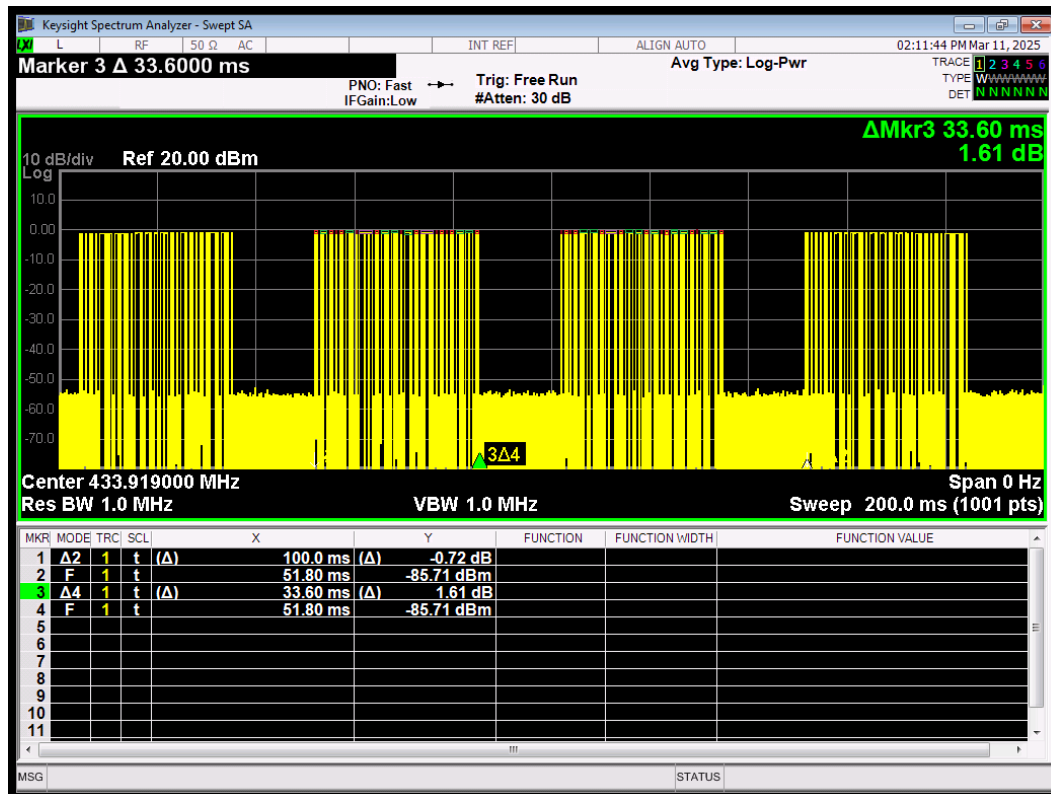 Keysight Spectrum Analyzer - Swept SA
LXI L RF 50 Ω AC INT REF ALIGN AUTO 02:11:44 PM Mar 11, 2025
Marker 3 Δ 33.6000 ms
PNO: Fast
IFGain:Low
Trig: Free Run
#Atten: 30 dB
Avg Type: Log-Pwr
TRACE 1 2 3 4 5 6
TYPE W W W W W W
DET N N N N N N
ΔMkr3 33.60 ms
1.61 dB
10 dB/div Ref 20.00 dBm
Log
10.0
0.00
-10.0
-20.0
-30.0
-40.0
-50.0
-60.0
-70.0
3Δ4
Center 433.919000 MHz Span 0 Hz
Res BW 1.0 MHz VBW 1.0 MHz Sweep 200.0 ms (1001 pts)
MKR MODE TRC SCL X Y FUNCTION FUNCTION WIDTH FUNCTION VALUE
1 Δ2 1 t (Δ) 100.0 ms (Δ) -0.72 dB
2 F 1 t 51.80 ms -85.71 dBm
3 Δ4 1 t (Δ) 33.60 ms (Δ) 1.61 dB
4 F 1 t 51.80 ms -85.71 dBm
5
6
7
8
9
10
11
MSG STATUS